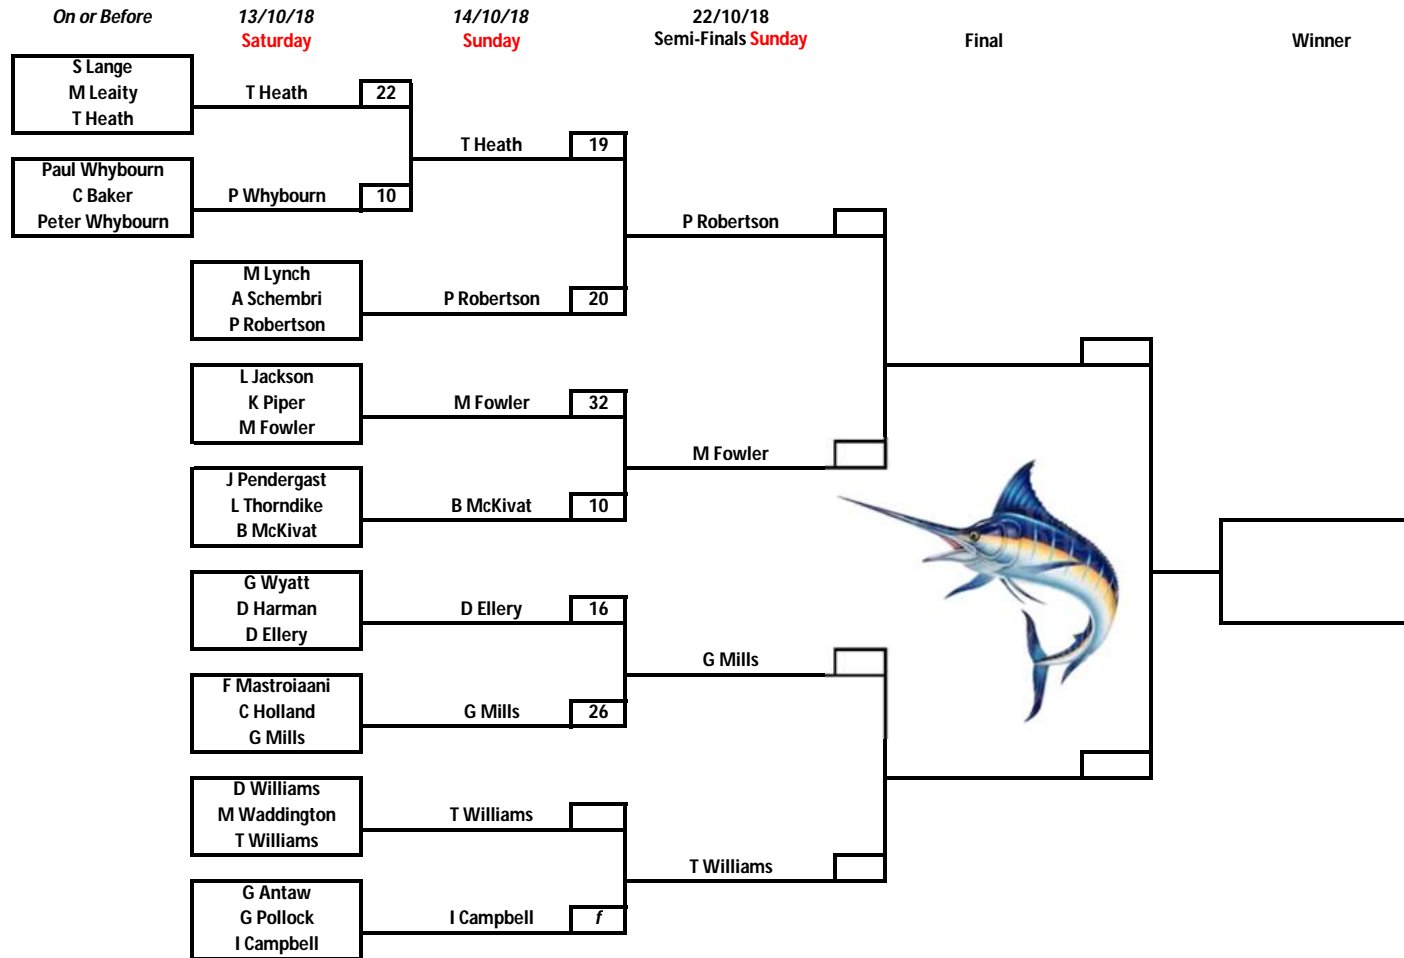 On or Before 13/10/18 14/10/18 22/10/18
Saturday Sunday Semi-Finals Sunday Final Winner
S Lange
M Leaity
T Heath
T Heath 22
Paul Whybourn
C Baker
Peter Whybourn
P Whybourn 10
T Heath 19
M Lynch
A Schembri
P Robertson
P Robertson 20
P Robertson
L Jackson
K Piper
M Fowler
M Fowler 32
J Pendergast
L Thorndike
B McKivat
B McKivat 10
M Fowler
G Wyatt
D Harman
D Ellery
D Ellery 16
F Mastroiaani
C Holland
G Mills
G Mills 26
G Mills
D Williams
M Waddington
T Williams
T Williams
G Antaw
G Pollock
I Campbell
I Campbell f
T Williams